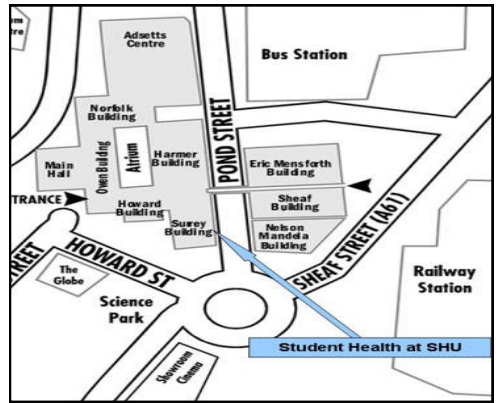 Adsetts
Centre
Bus Station
Norfolk
Building
POND STREET
Owen Building
Atrium
Harmer
Building
Main
Hall
Eric Mensforth
Building
TRANCE
Howard
Building
Sheaf
Building
Surrey
Building
Nelson
Mandela
Building
SHEAF STREET (A61)
REET
HOWARD ST
The
Globe
Science
Park
Railway
Station
Student Health at SHU
Showroom
Cinema